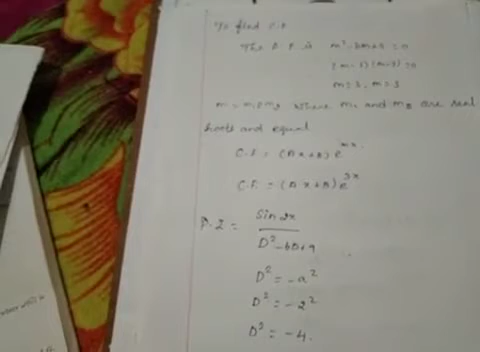 To find C.F
The A.E is m² - 6m + 9 = 0
(m-3)(m-3) = 0
m = 3, m = 3
m = m₁ & m₂ where m₁ and m₂ are real
roots and equal
C.F. = (Ax+B) e^mx.
C.F. = (Ax+B) e^3x
P.I = Sin 2x / D² - 6D + 9
D² = -a²
D² = -2²
D² = -4.